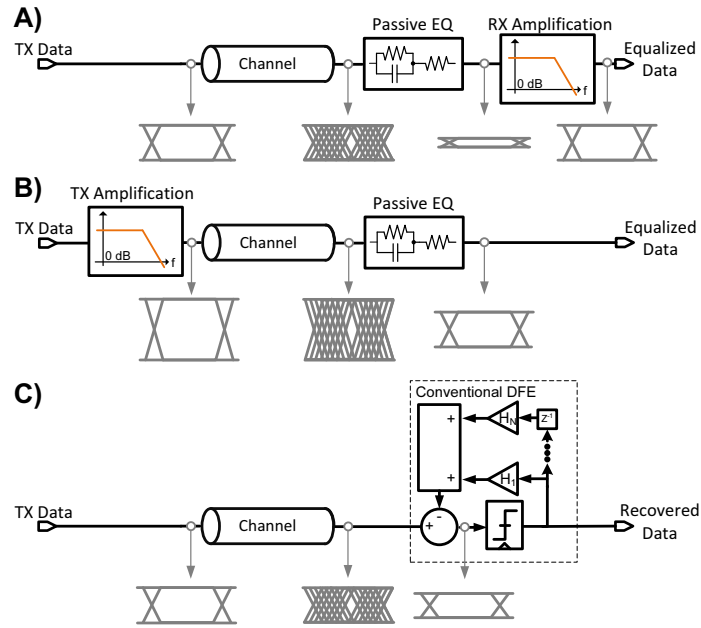 A)
Passive EQ
RX Amplification
TX Data
Channel
0 dB
f
Equalized
Data
B)
TX Amplification
TX Data
0 dB
f
Channel
Passive EQ
Equalized
Data
C)
Conventional DFE
+
H_N
Z⁻¹
+
H₁
TX Data
Channel
+
-
Recovered
Data